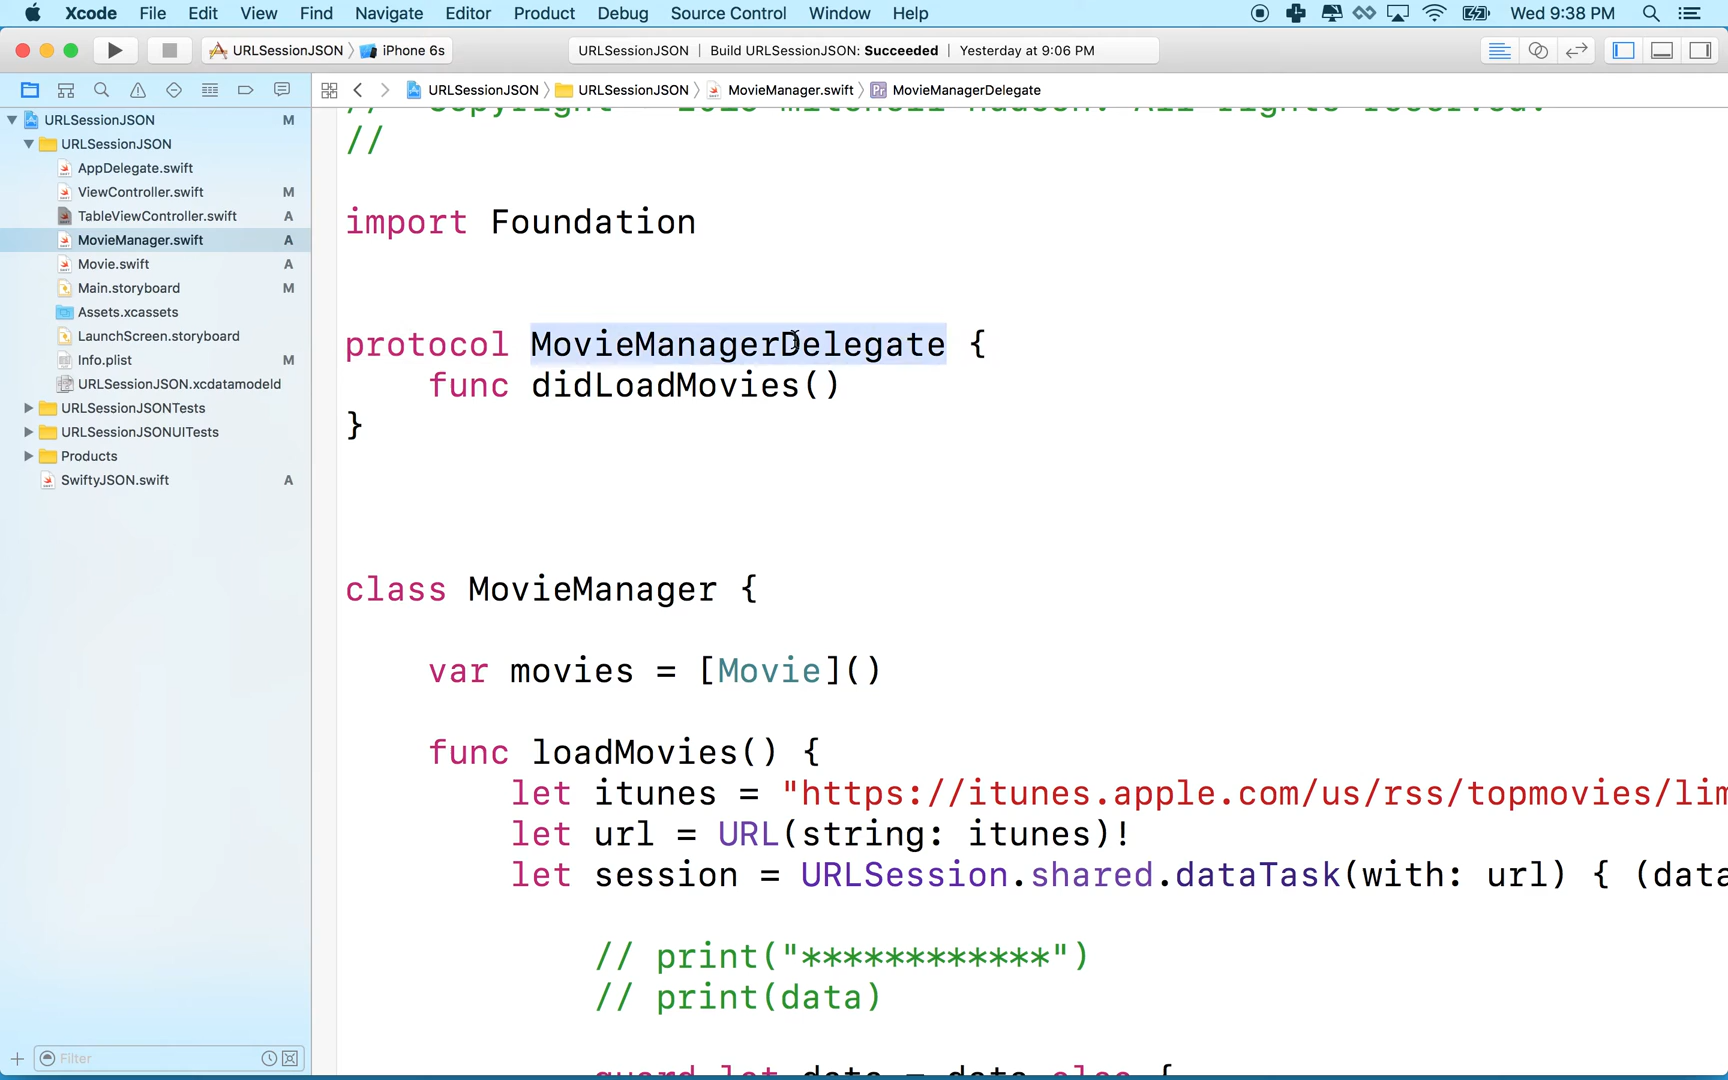 Xcode File Edit View Find Navigate Editor Product Debug Source Control Window Help Wed 9:38 PM
URLSessionJSON iPhone 6s URLSessionJSON | Build URLSessionJSON: Succeeded | Yesterday at 9:06 PM
URLSessionJSON URLSessionJSON MovieManager.swift MovieManagerDelegate
URLSessionJSON M
URLSessionJSON
AppDelegate.swift
ViewController.swift M
TableViewController.swift A
MovieManager.swift A
Movie.swift A
Main.storyboard M
Assets.xcassets
LaunchScreen.storyboard
Info.plist M
URLSessionJSON.xcdatamodeld
URLSessionJSONTests
URLSessionJSONUITests
Products
SwiftyJSON.swift A
Filter
//
import Foundation
protocol MovieManagerDelegate {
func didLoadMovies()
}
class MovieManager {
var movies = [Movie]()
func loadMovies() {
let itunes = "https://itunes.apple.com/us/rss/topmovies/lim
let url = URL(string: itunes)!
let session = URLSession.shared.dataTask(with: url) { (data
// print("************")
// print(data)
guard let data = data else {